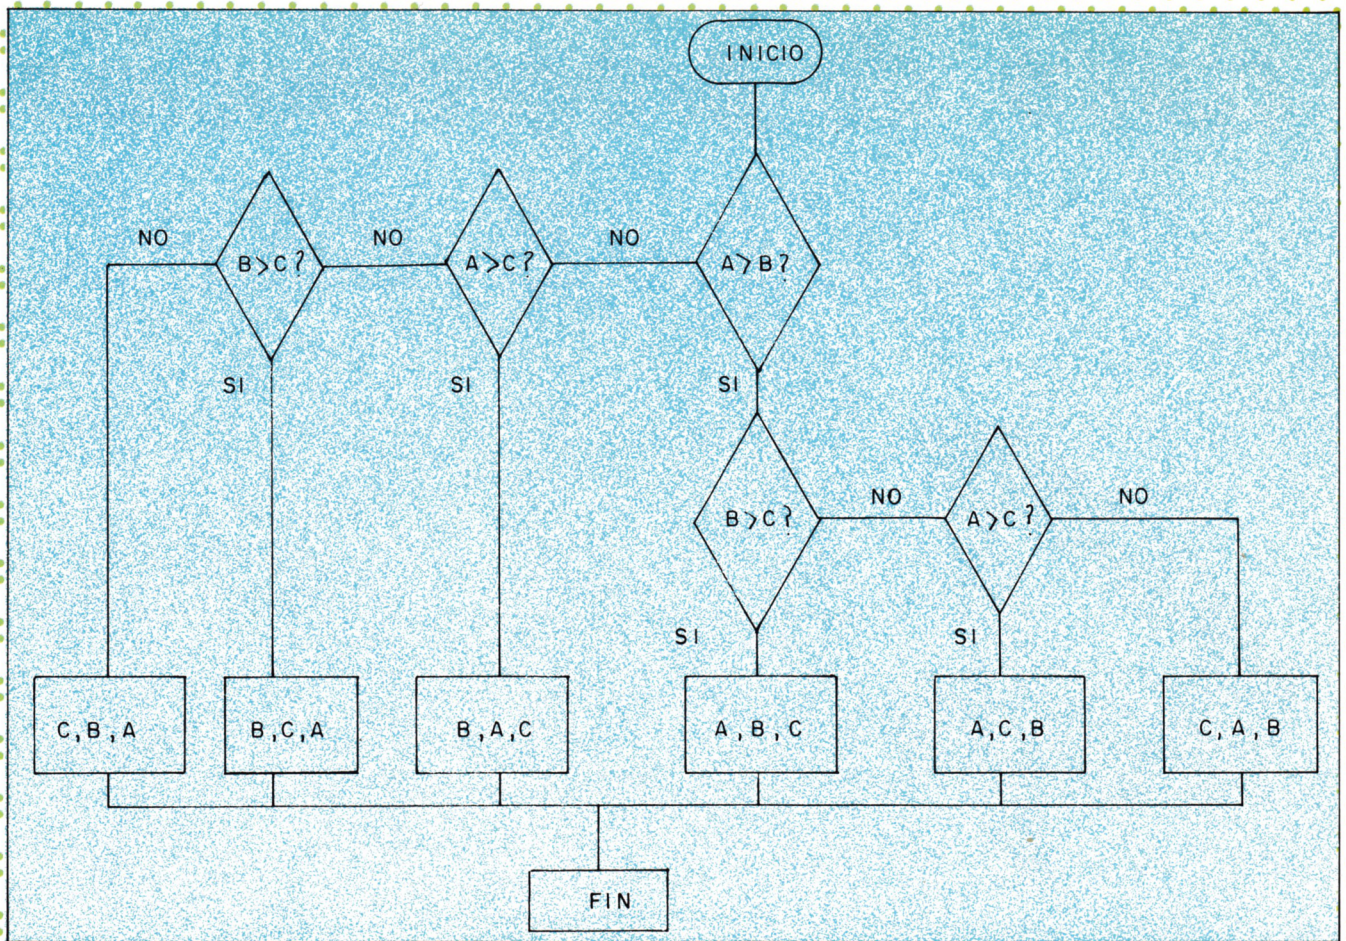 INICIO
NO
NO
NO
B>C?
A>C?
A>B?
SI
SI
SI
NO
NO
B>C?
A>C?
SI
SI
C,B,A
B,C,A
B,A,C
A,B,C
A,C,B
C,A,B
FIN